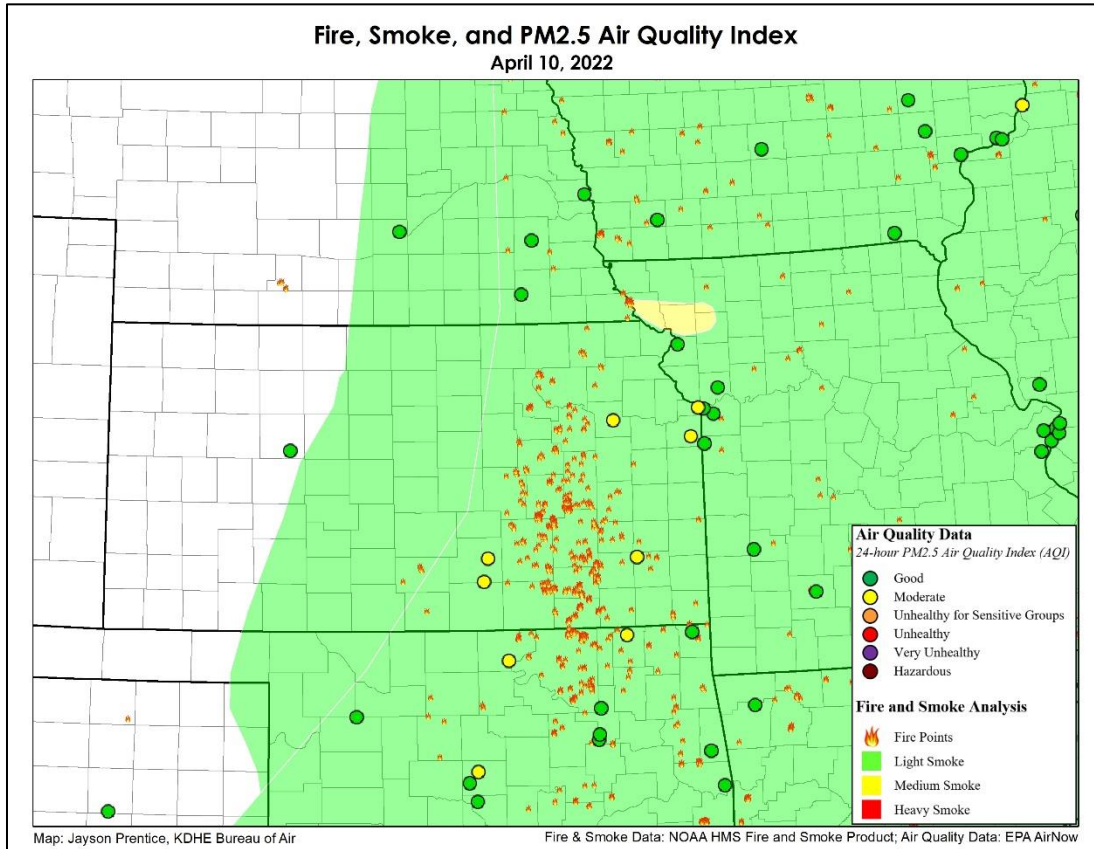 Fire, Smoke, and PM2.5 Air Quality Index
April 10, 2022
Air Quality Data
24-hour PM2.5 Air Quality Index (AQI)
Good
Moderate
Unhealthy for Sensitive Groups
Unhealthy
Very Unhealthy
Hazardous
Fire and Smoke Analysis
Fire Points
Light Smoke
Medium Smoke
Heavy Smoke
Map: Jayson Prentice, KDHE Bureau of Air
Fire & Smoke Data: NOAA HMS Fire and Smoke Product; Air Quality Data: EPA AirNow